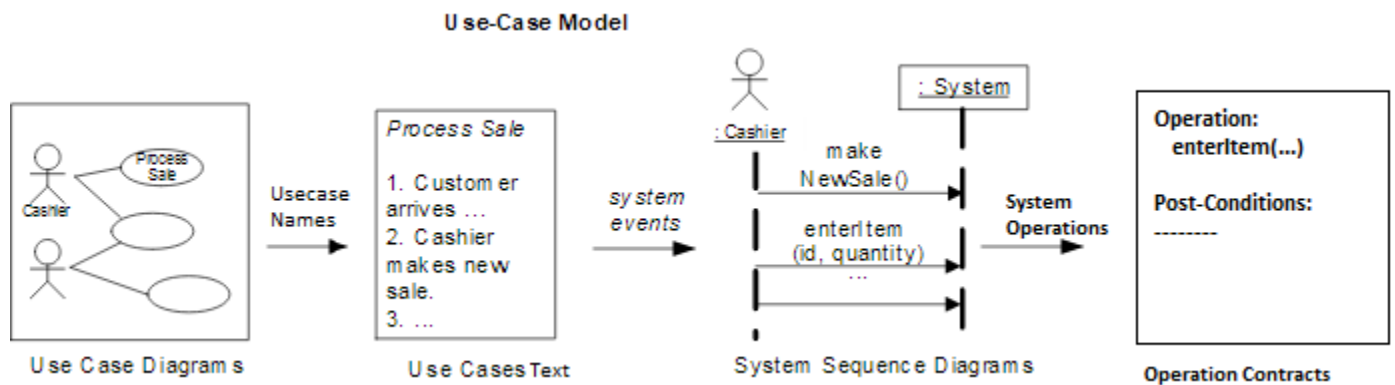 Use-Case Model
Process
Sale
Cashier
Use Case Diagrams
Usecase
Names
Process Sale
1. Customer
arrives ...
2. Cashier
makes new
sale.
3. ...
Use Cases Text
system
events
: Cashier
: System
make
NewSale()
enterItem
(id, quantity)
...
System Sequence Diagrams
System
Operations
Operation:
enterItem(...)
Post-Conditions:
--------
Operation Contracts